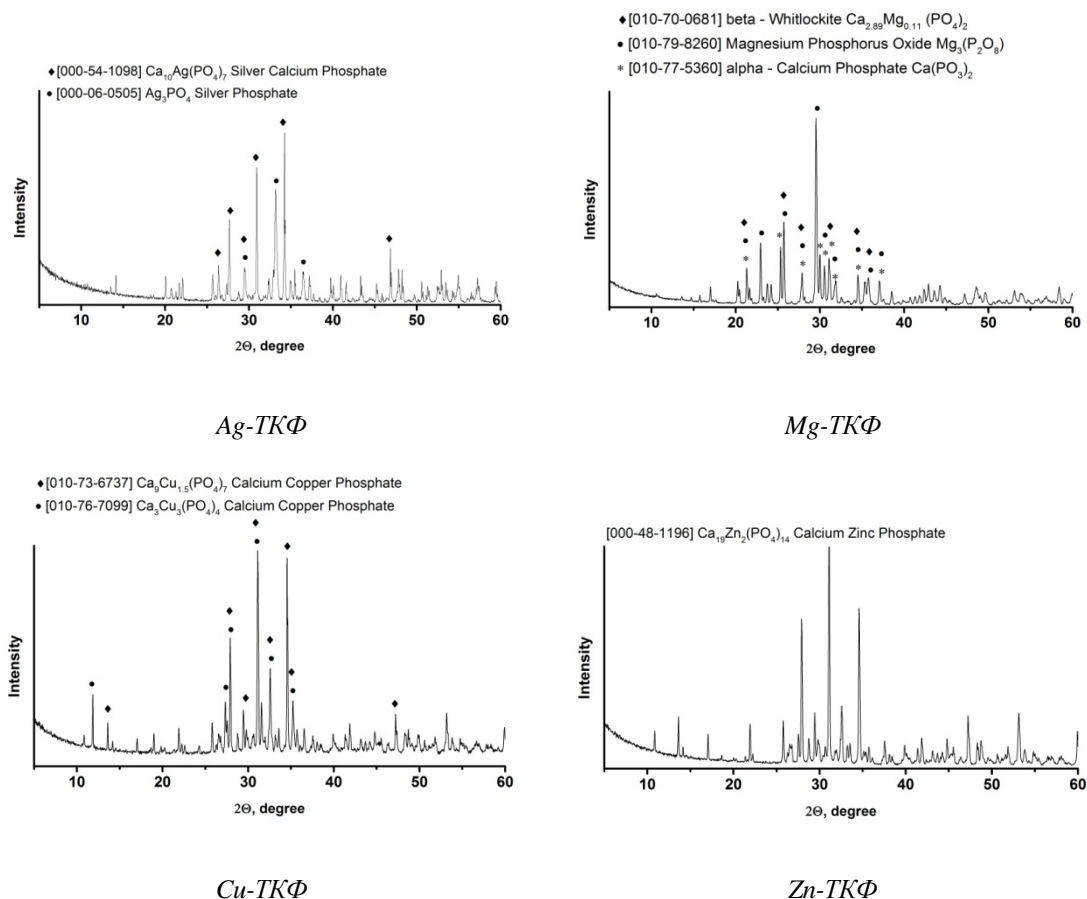 ♦ [000-54-1098] Ca₁₀Ag(PO₄)₇ Silver Calcium Phosphate
● [000-06-0505] Ag₃PO₄ Silver Phosphate
Intensity
10 20 30 40 50 60
2Θ, degree
Ag-ТКФ
♦ [010-70-0681] beta - Whitlockite Ca₂.₈₉Mg₀.₁₁ (PO₄)₂
● [010-79-8260] Magnesium Phosphorus Oxide Mg₃(P₂O₈)
* [010-77-5360] alpha - Calcium Phosphate Ca(PO₃)₂
Intensity
10 20 30 40 50 60
2Θ, degree
Mg-ТКФ
♦ [010-73-6737] Ca₉Cu₁.₅(PO₄)₇ Calcium Copper Phosphate
● [010-76-7099] Ca₃Cu₃(PO₄)₄ Calcium Copper Phosphate
Intensity
10 20 30 40 50 60
2Θ, degree
Cu-ТКФ
[000-48-1196] Ca₁₉Zn₂(PO₄)₁₄ Calcium Zinc Phosphate
Intensity
10 20 30 40 50 60
2Θ, degree
Zn-ТКФ